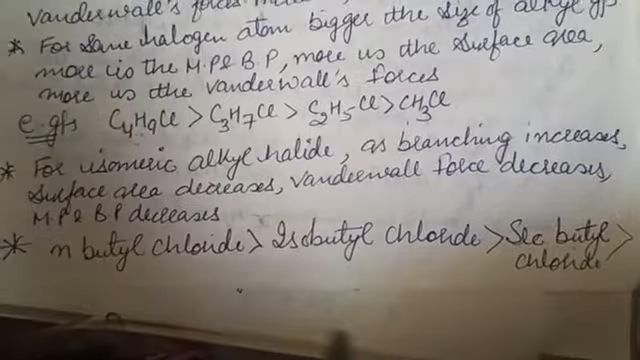 Vanderwall's forces
* For same halogen atom bigger the size of alkyl gp
more is the M.P & B.P, more is the surface area,
more is the vanderwall's forces
e.gfs C4H9Cl > C3H7Cl > C2H5Cl > CH3Cl
* For isomeric alkyl halide, as branching increases,
surface area decreases, vanderwall force decreases,
M.P & B.P decreases
* n butyl chloride > Isobutyl chloride > Sec butyl >
chloride